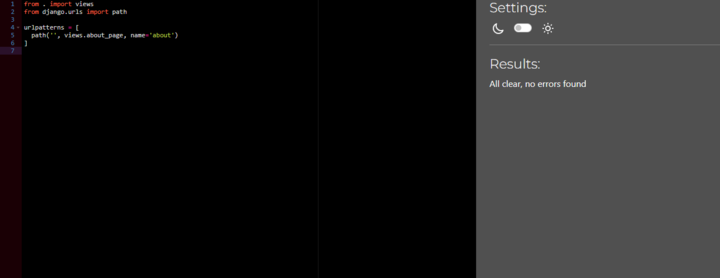 1 from . import views
2 from django.urls import path
3
4 urlpatterns = [
5   path('', views.about_page, name='about')
6 ]
7
Settings:
Results:
All clear, no errors found